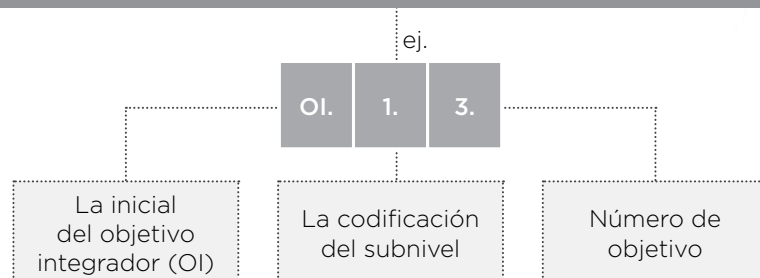 ej.
OI. 1. 3.
La inicial
del objetivo
integrador (OI)
La codificación
del subnivel
Número de
objetivo